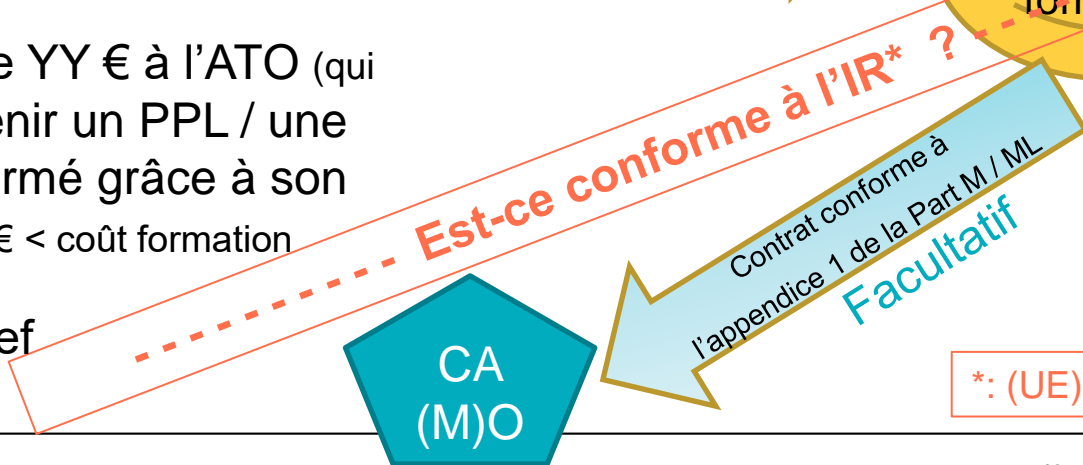 e YY € à l’ATO (qui
enir un PPL / une
rmé grâce à son
€ < coût formation
ef
----- Est-ce conforme à l’IR* ? -----
Contrat conforme à
l’appendice 1 de la Part M / ML
Facultatif
CA
(M)O
*: (UE)